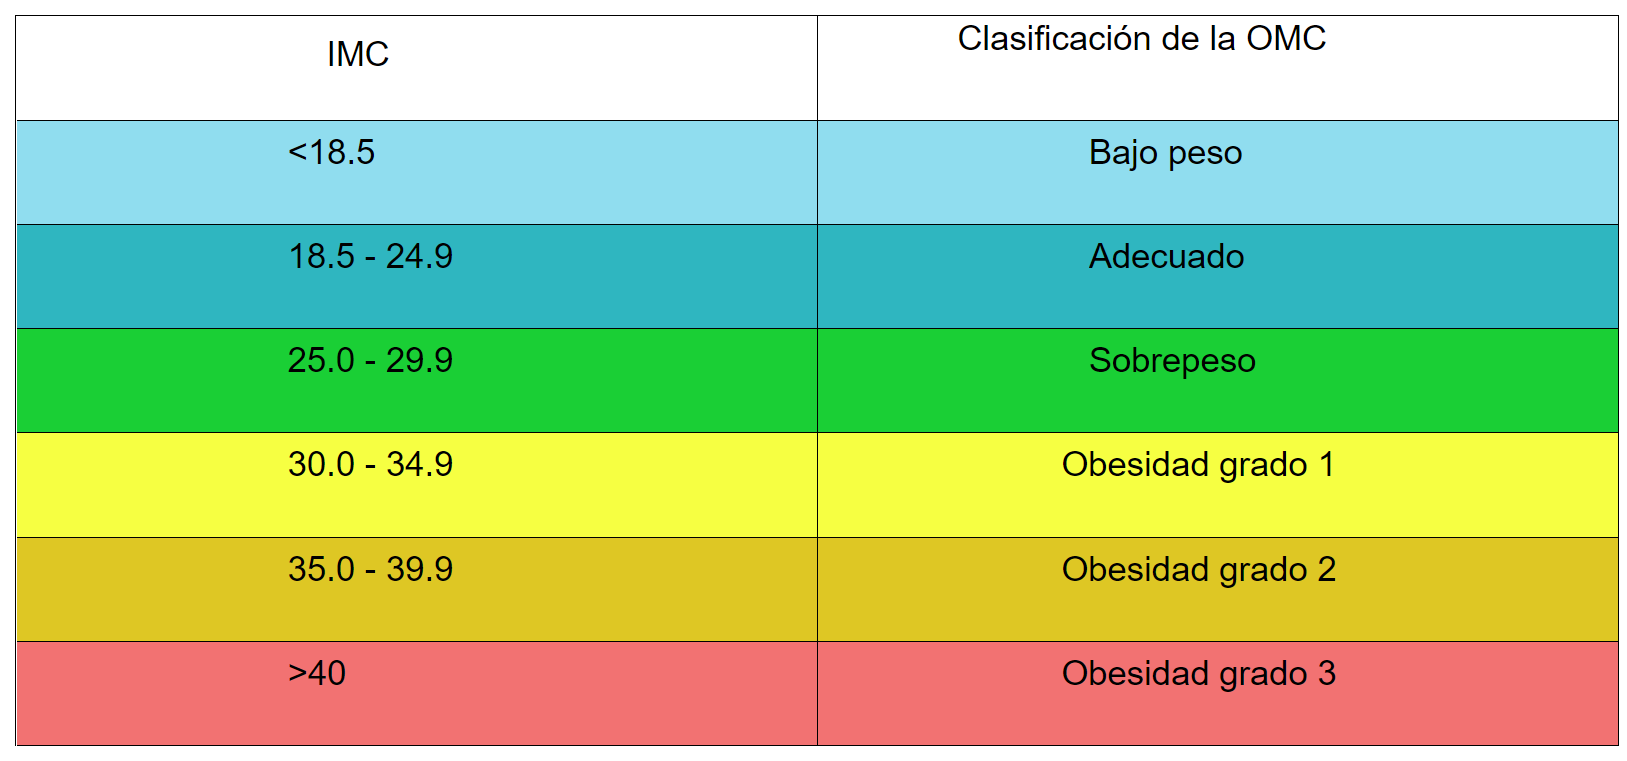 IMC
Clasificación de la OMC
<18.5
Bajo peso
18.5 - 24.9
Adecuado
25.0 - 29.9
Sobrepeso
30.0 - 34.9
Obesidad grado 1
35.0 - 39.9
Obesidad grado 2
>40
Obesidad grado 3